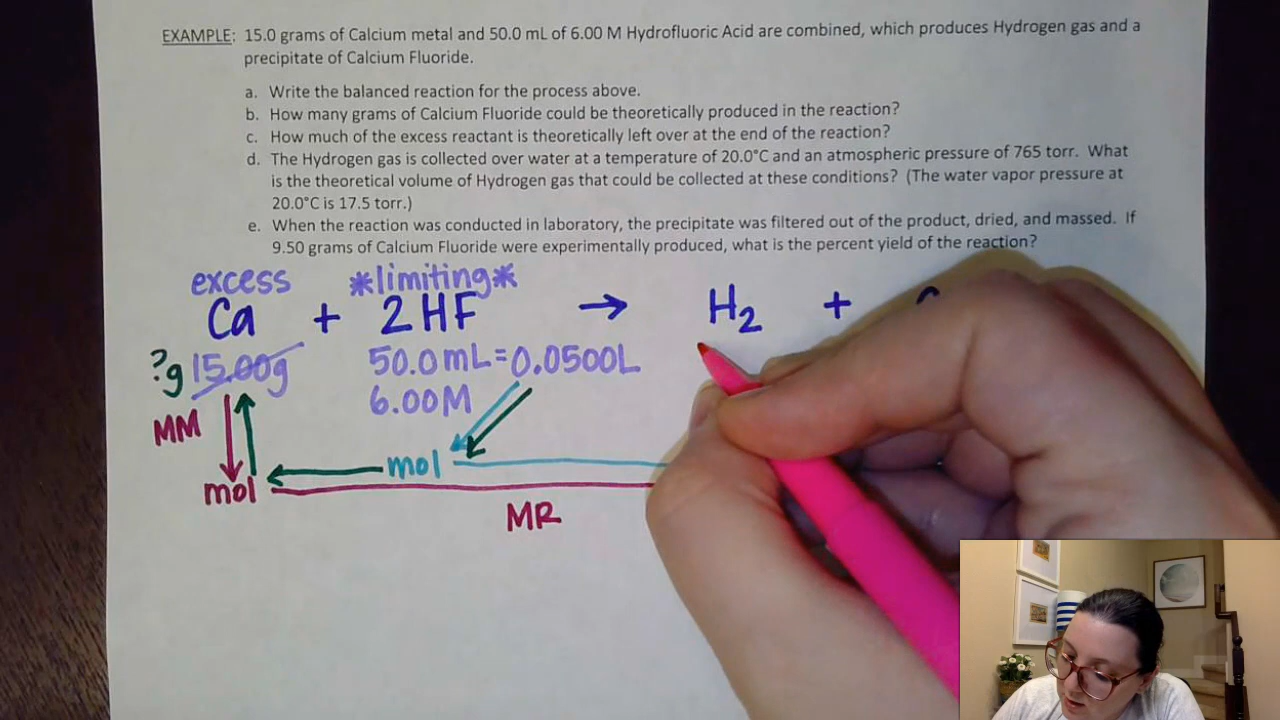 EXAMPLE: 15.0 grams of Calcium metal and 50.0 mL of 6.00 M Hydrofluoric Acid are combined, which produces Hydrogen gas and a
precipitate of Calcium Fluoride.
a. Write the balanced reaction for the process above.
b. How many grams of Calcium Fluoride could be theoretically produced in the reaction?
c. How much of the excess reactant is theoretically left over at the end of the reaction?
d. The Hydrogen gas is collected over water at a temperature of 20.0°C and an atmospheric pressure of 765 torr. What
is the theoretical volume of Hydrogen gas that could be collected at these conditions? (The water vapor pressure at
20.0°C is 17.5 torr.)
e. When the reaction was conducted in laboratory, the precipitate was filtered out of the product, dried, and massed. If
9.50 grams of Calcium Fluoride were experimentally produced, what is the percent yield of the reaction?
excess *limiting*
Ca + 2HF → H₂ +
?g 15.00g 50.0mL=0.0500L
MM 6.00M
mol mol
MR